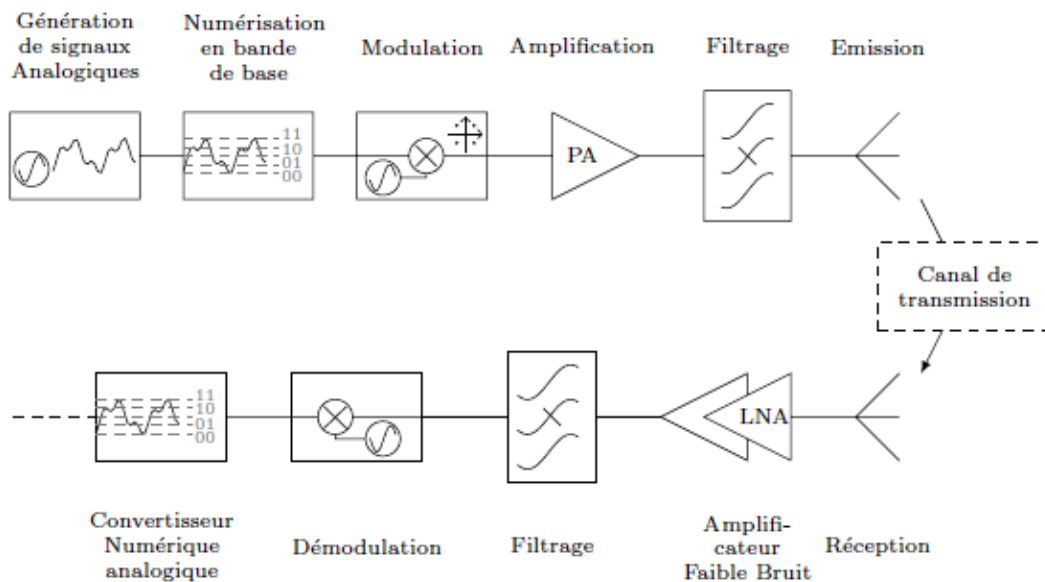 Génération
de signaux
Analogiques
Numérisation
en bande
de base
Modulation
Amplification
Filtrage
Emission
11
10
01
00
PA
Canal de
transmission
11
10
01
00
LNA
Convertisseur
Numérique
analogique
Démodulation
Filtrage
Amplifi-
cateur
Faible Bruit
Réception